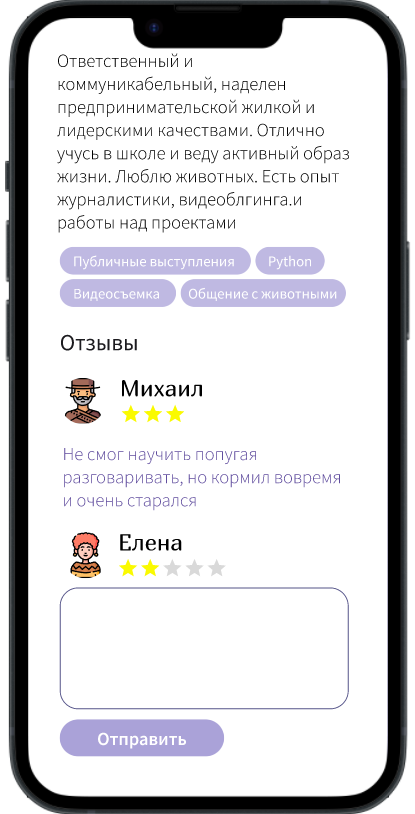 Ответственный и
коммуникабельный, наделен
предпринимательской жилкой и
лидерскими качествами. Отлично
учусь в школе и веду активный образ
жизни. Люблю животных. Есть опыт
журналистики, видеоблгинга.и
работы над проектами
Публичные выступления
Python
Видеосъемка
Общение с животными
Отзывы
Михаил
Не смог научить попугая
разговаривать, но кормил вовремя
и очень старался
Елена
Отправить